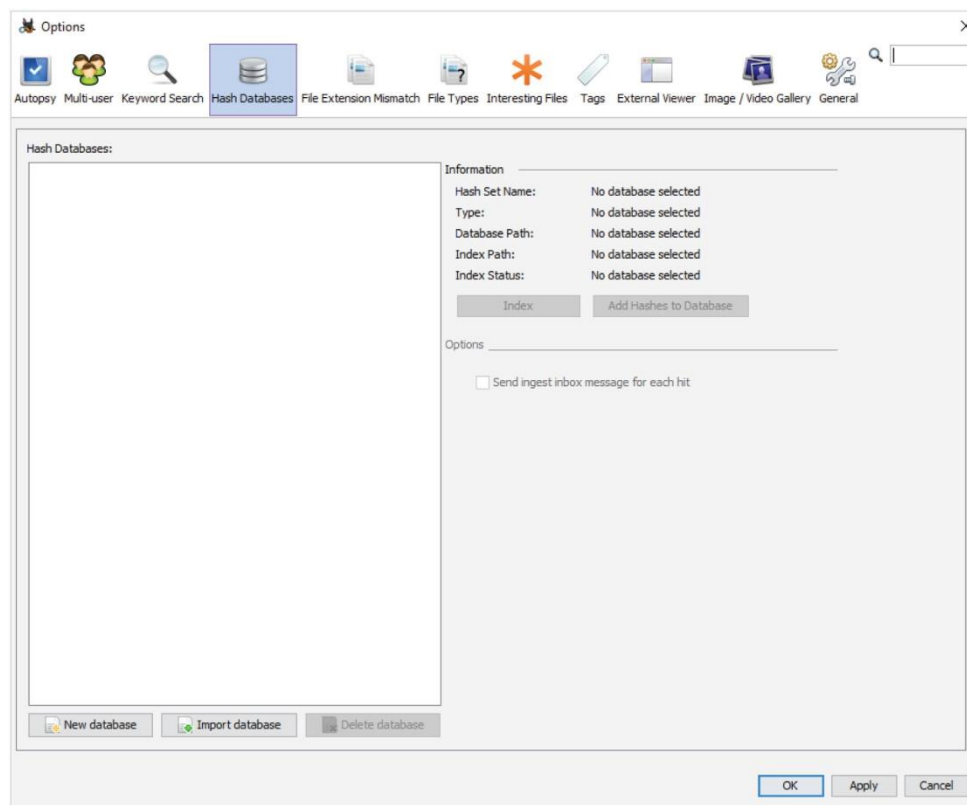 Options
Autopsy Multi-user Keyword Search Hash Databases File Extension Mismatch File Types Interesting Files Tags External Viewer Image / Video Gallery General
Hash Databases:
Information
Hash Set Name: No database selected
Type: No database selected
Database Path: No database selected
Index Path: No database selected
Index Status: No database selected
Index Add Hashes to Database
Options
Send ingest inbox message for each hit
New database Import database Delete database
OK Apply Cancel